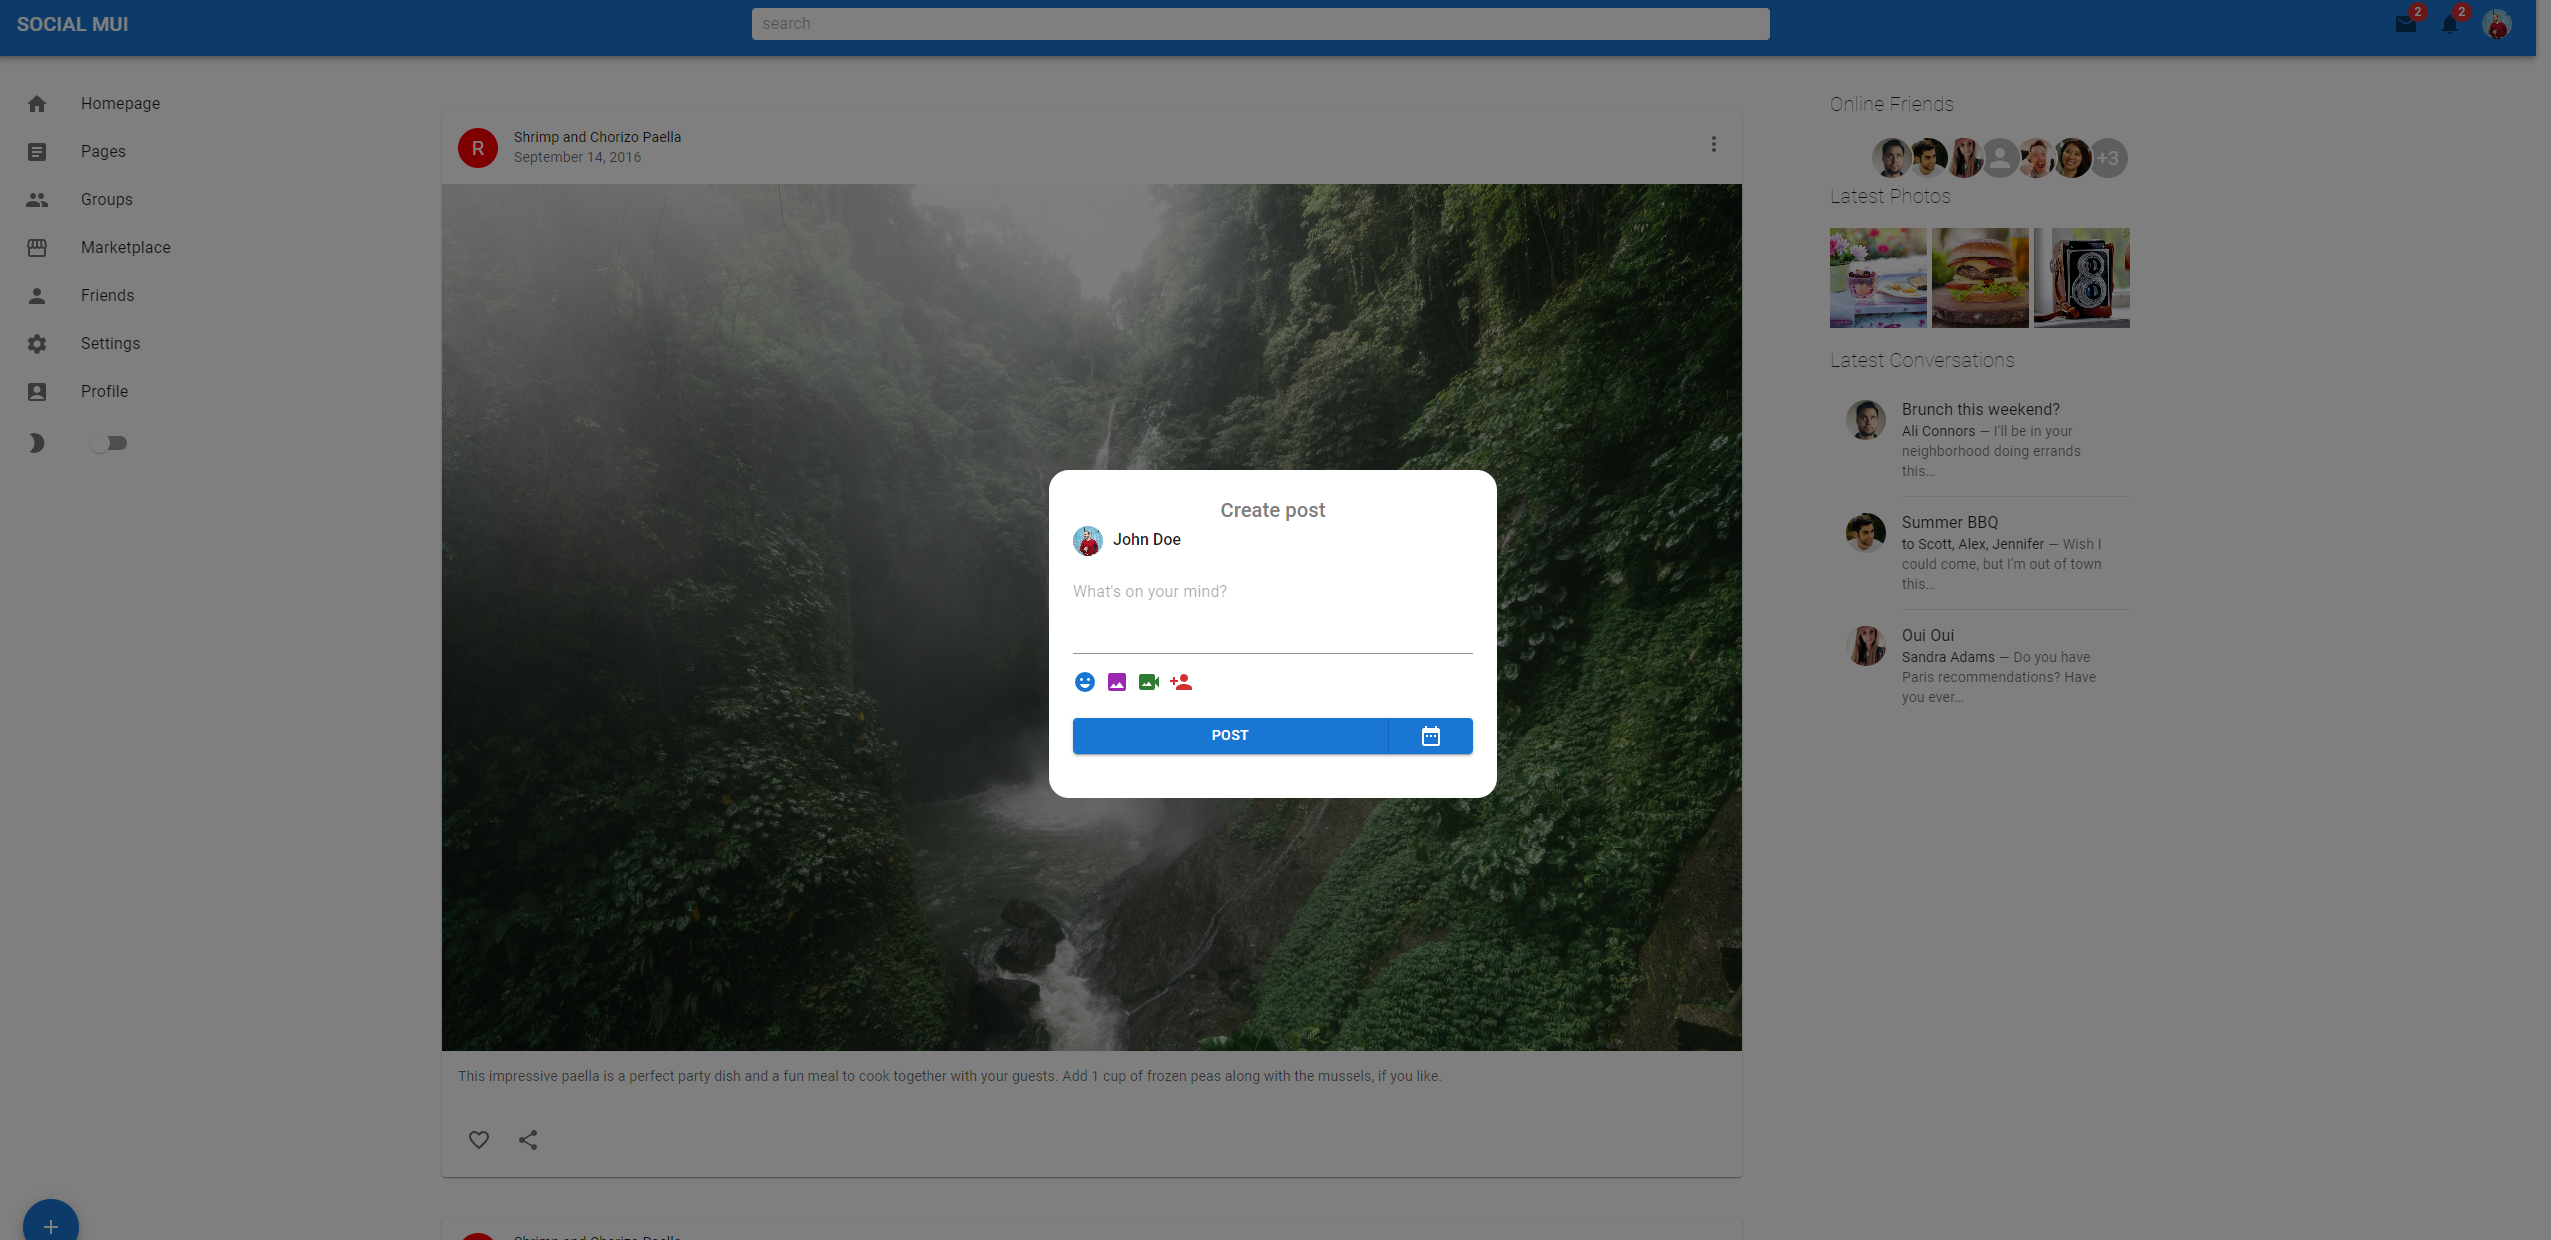 SOCIAL MUI
search
2
2
Homepage
Pages
Groups
Marketplace
Friends
Settings
Profile
R
Shrimp and Chorizo Paella
September 14, 2016
Create post
John Doe
What's on your mind?
POST
This impressive paella is a perfect party dish and a fun meal to cook together with your guests. Add 1 cup of frozen peas along with the mussels, if you like.
Shrimp and Chorizo Paella
Online Friends
+3
Latest Photos
Latest Conversations
Brunch this weekend?
Ali Connors — I'll be in your
neighborhood doing errands
this…
Summer BBQ
to Scott, Alex, Jennifer — Wish I
could come, but I'm out of town
this…
Oui Oui
Sandra Adams — Do you have
Paris recommendations? Have
you ever…